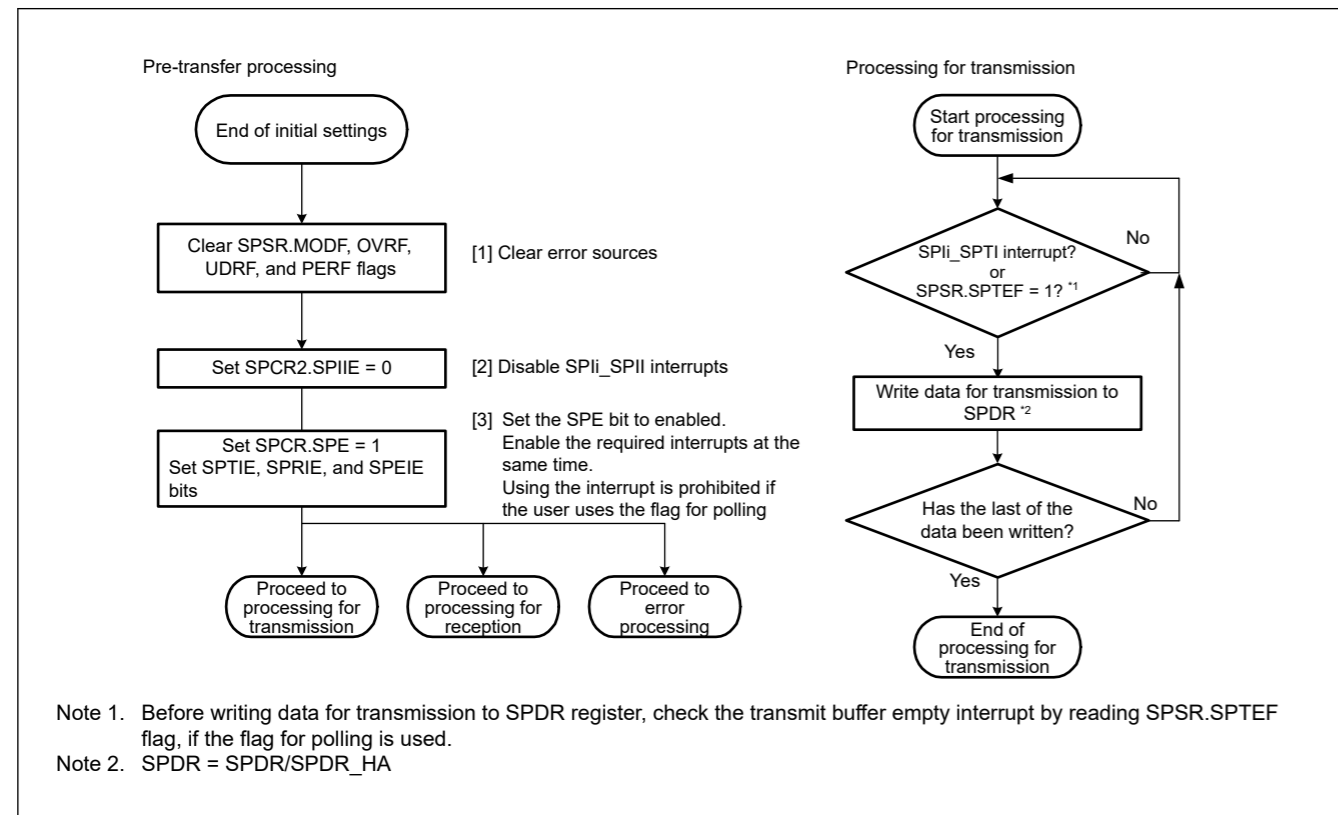 Pre-transfer processing
End of initial settings
Clear SPSR.MODF, OVRF,
UDRF, and PERF flags
[1] Clear error sources
Set SPCR2.SPIIE = 0
[2] Disable SPIi_SPII interrupts
Set SPCR.SPE = 1
Set SPTIE, SPRIE, and SPEIE
bits
[3] Set the SPE bit to enabled.
Enable the required interrupts at the
same time.
Using the interrupt is prohibited if
the user uses the flag for polling
Proceed to
processing for
transmission
Proceed to
processing for
reception
Proceed to
error
processing
Processing for transmission
Start processing
for transmission
SPIi_SPTI interrupt?
or
SPSR.SPTEF = 1? *1
No
Yes
Write data for transmission to
SPDR *2
Has the last of the
data been written?
No
Yes
End of
processing for
transmission
Note 1. Before writing data for transmission to SPDR register, check the transmit buffer empty interrupt by reading SPSR.SPTEF
flag, if the flag for polling is used.
Note 2. SPDR = SPDR/SPDR_HA